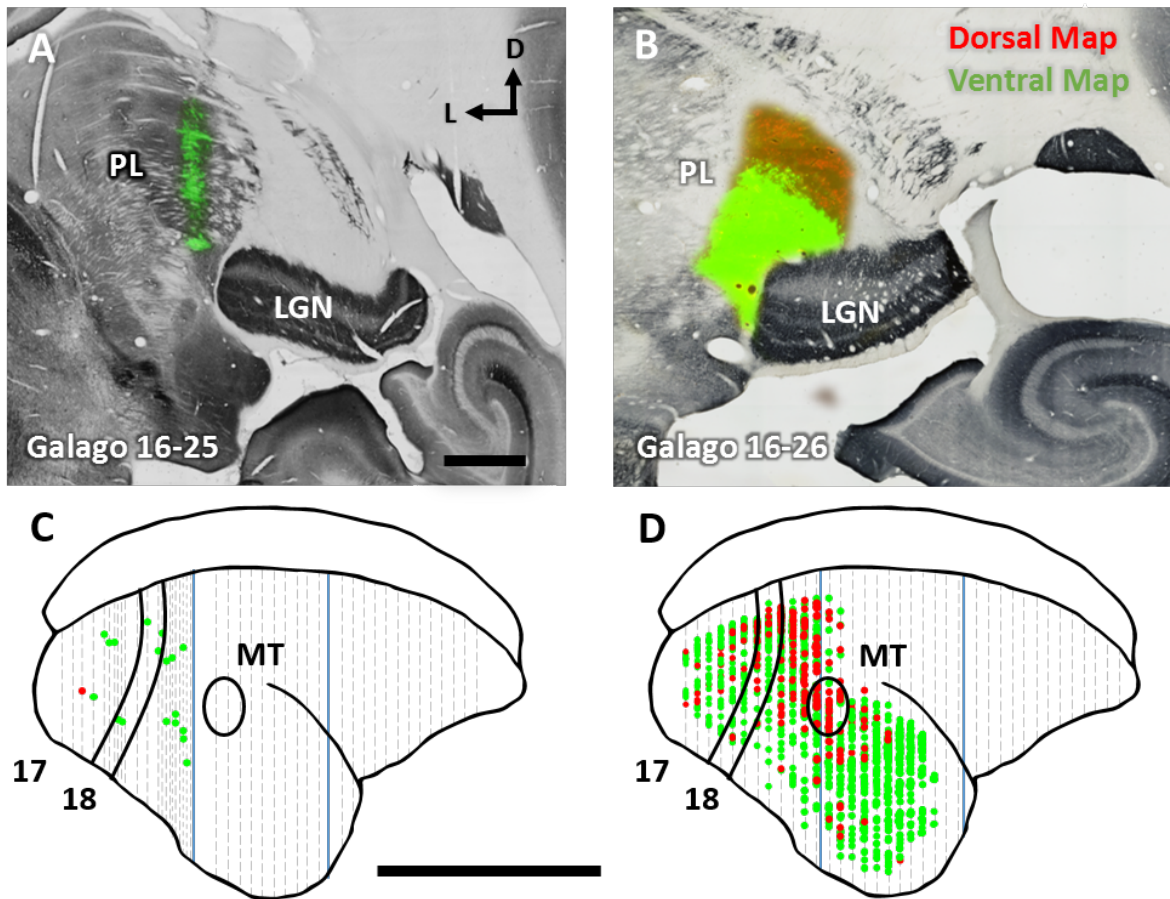 A
D
L
PL
LGN
Galago 16-25
B
Dorsal Map
Ventral Map
PL
LGN
Galago 16-26
C
MT
17
18
D
MT
17
18